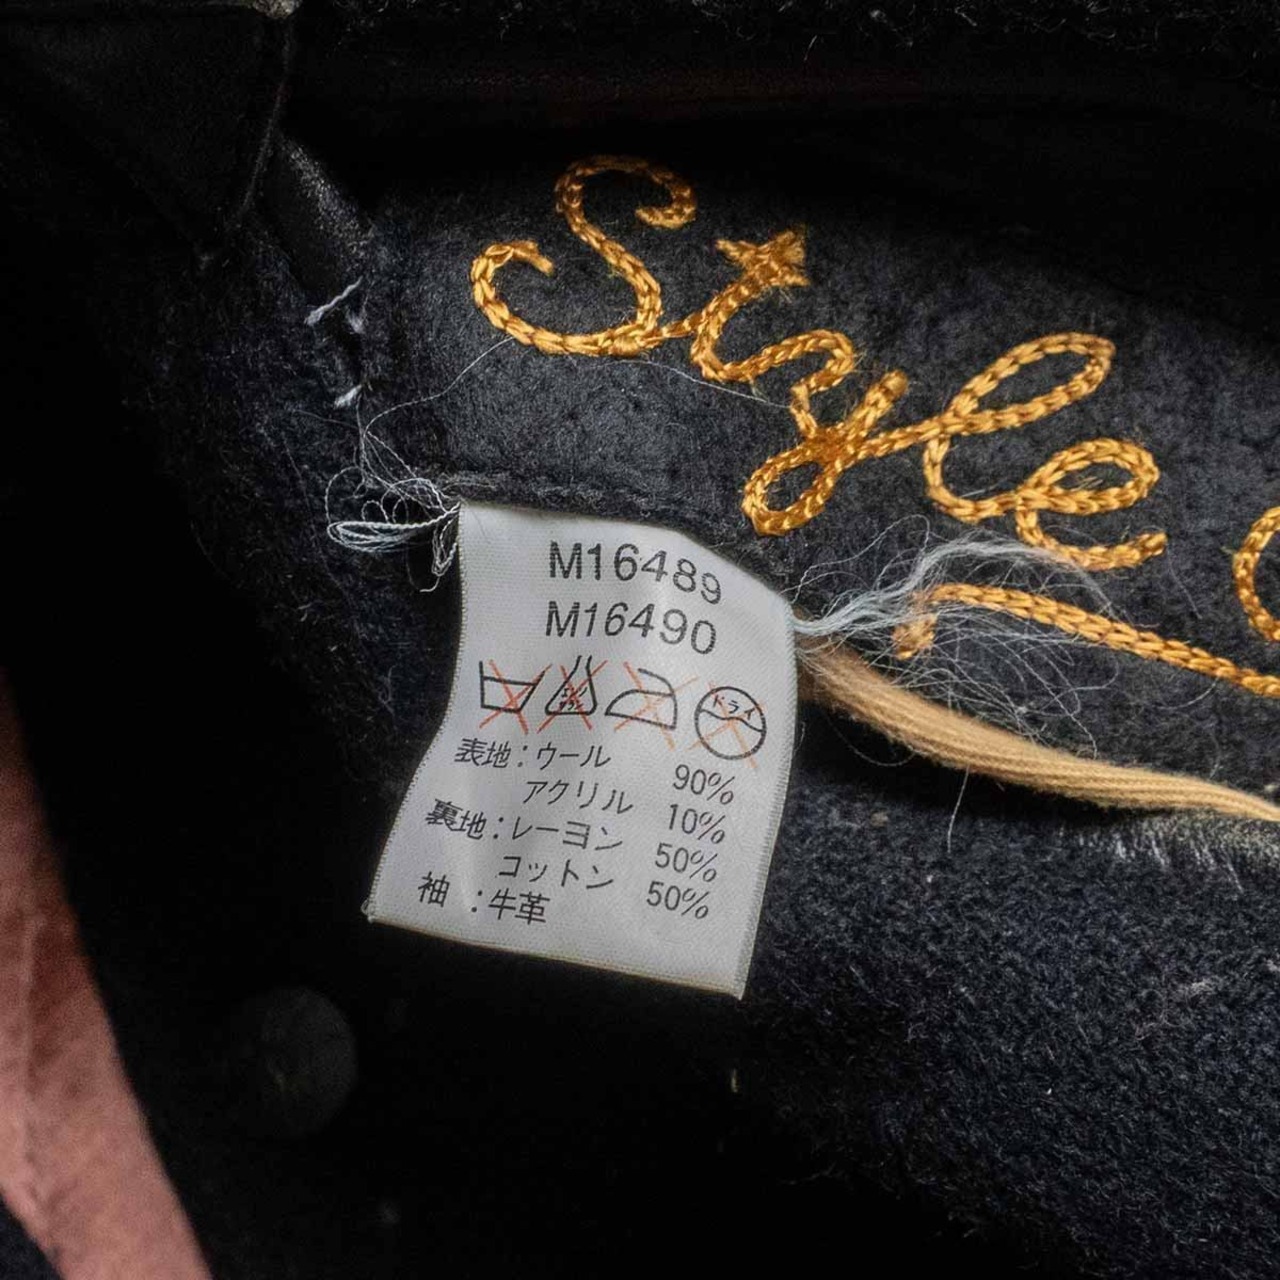 Style
M16489
M16490
ドライ
表地:ウール 90%
アクリル 10%
裏地:レーヨン 50%
コットン 50%
袖 :牛革